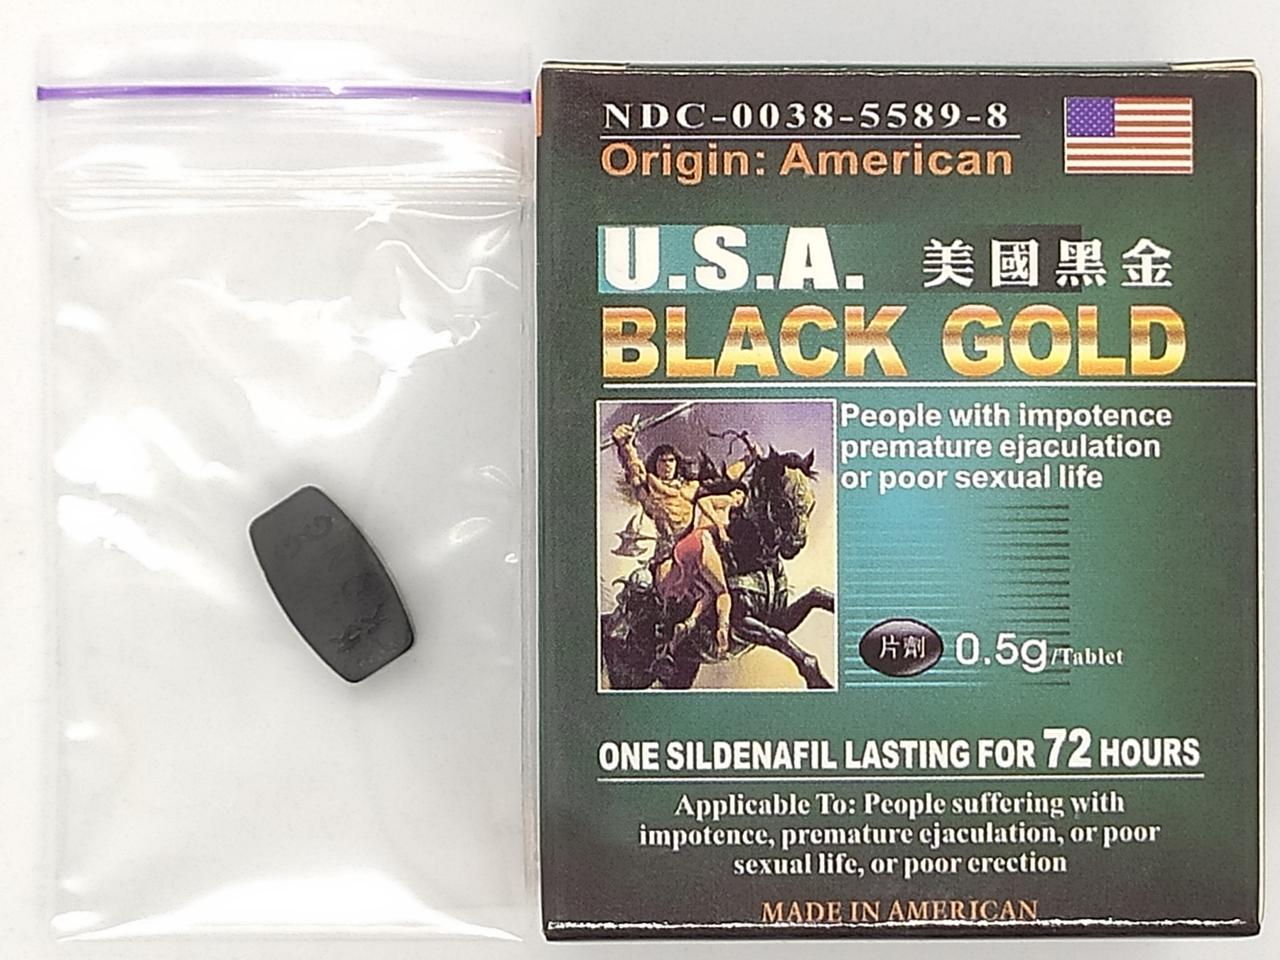 NDC-0038-5589-8
Origin: American
U.S.A. 美國黑金
BLACK GOLD
People with impotence
premature ejaculation
or poor sexual life
片劑 0.5g/Tablet
ONE SILDENAFIL LASTING FOR 72 HOURS
Applicable To: People suffering with
impotence, premature ejaculation, or poor
sexual life, or poor erection
MADE IN AMERICAN